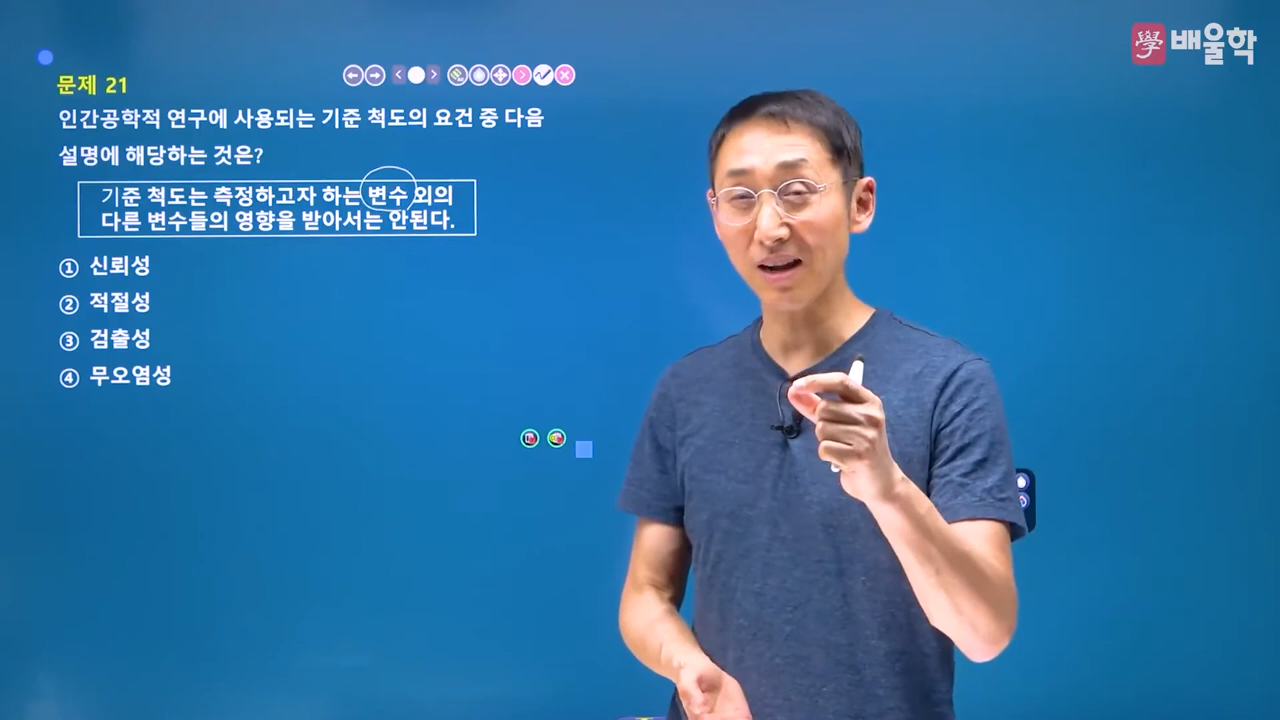 學 배울학
문제 21
인간공학적 연구에 사용되는 기준 척도의 요건 중 다음
설명에 해당하는 것은?
기준 척도는 측정하고자 하는 변수 외의
다른 변수들의 영향을 받아서는 안된다.
① 신뢰성
② 적절성
③ 검출성
④ 무오염성